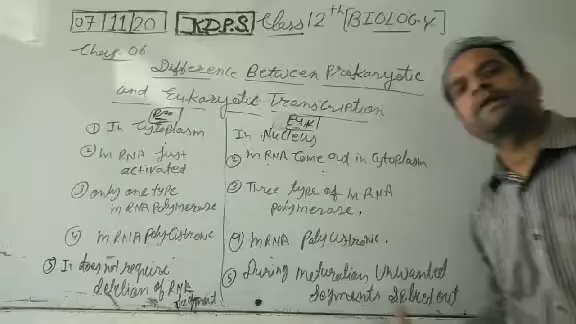 07 11 20 K.D.P.S. Class 12th [BIOLOGY]
Chap. 06
Difference Between Prokaryotic
and Eukaryotic Transcription
Pro
① In Cytoplasm
② mRNA just
activated
③ only one type
mRNA Polymerase
④ mRNA Polycistronic
⑤ In does not require
deletion of RNA
segment
Euk
In Nucleus
② mRNA Come out in Cytoplasm
③ Three type of mRNA
polymerase.
④ mRNA Polycistronic.
⑤ During maturation Unwanted
Segments out